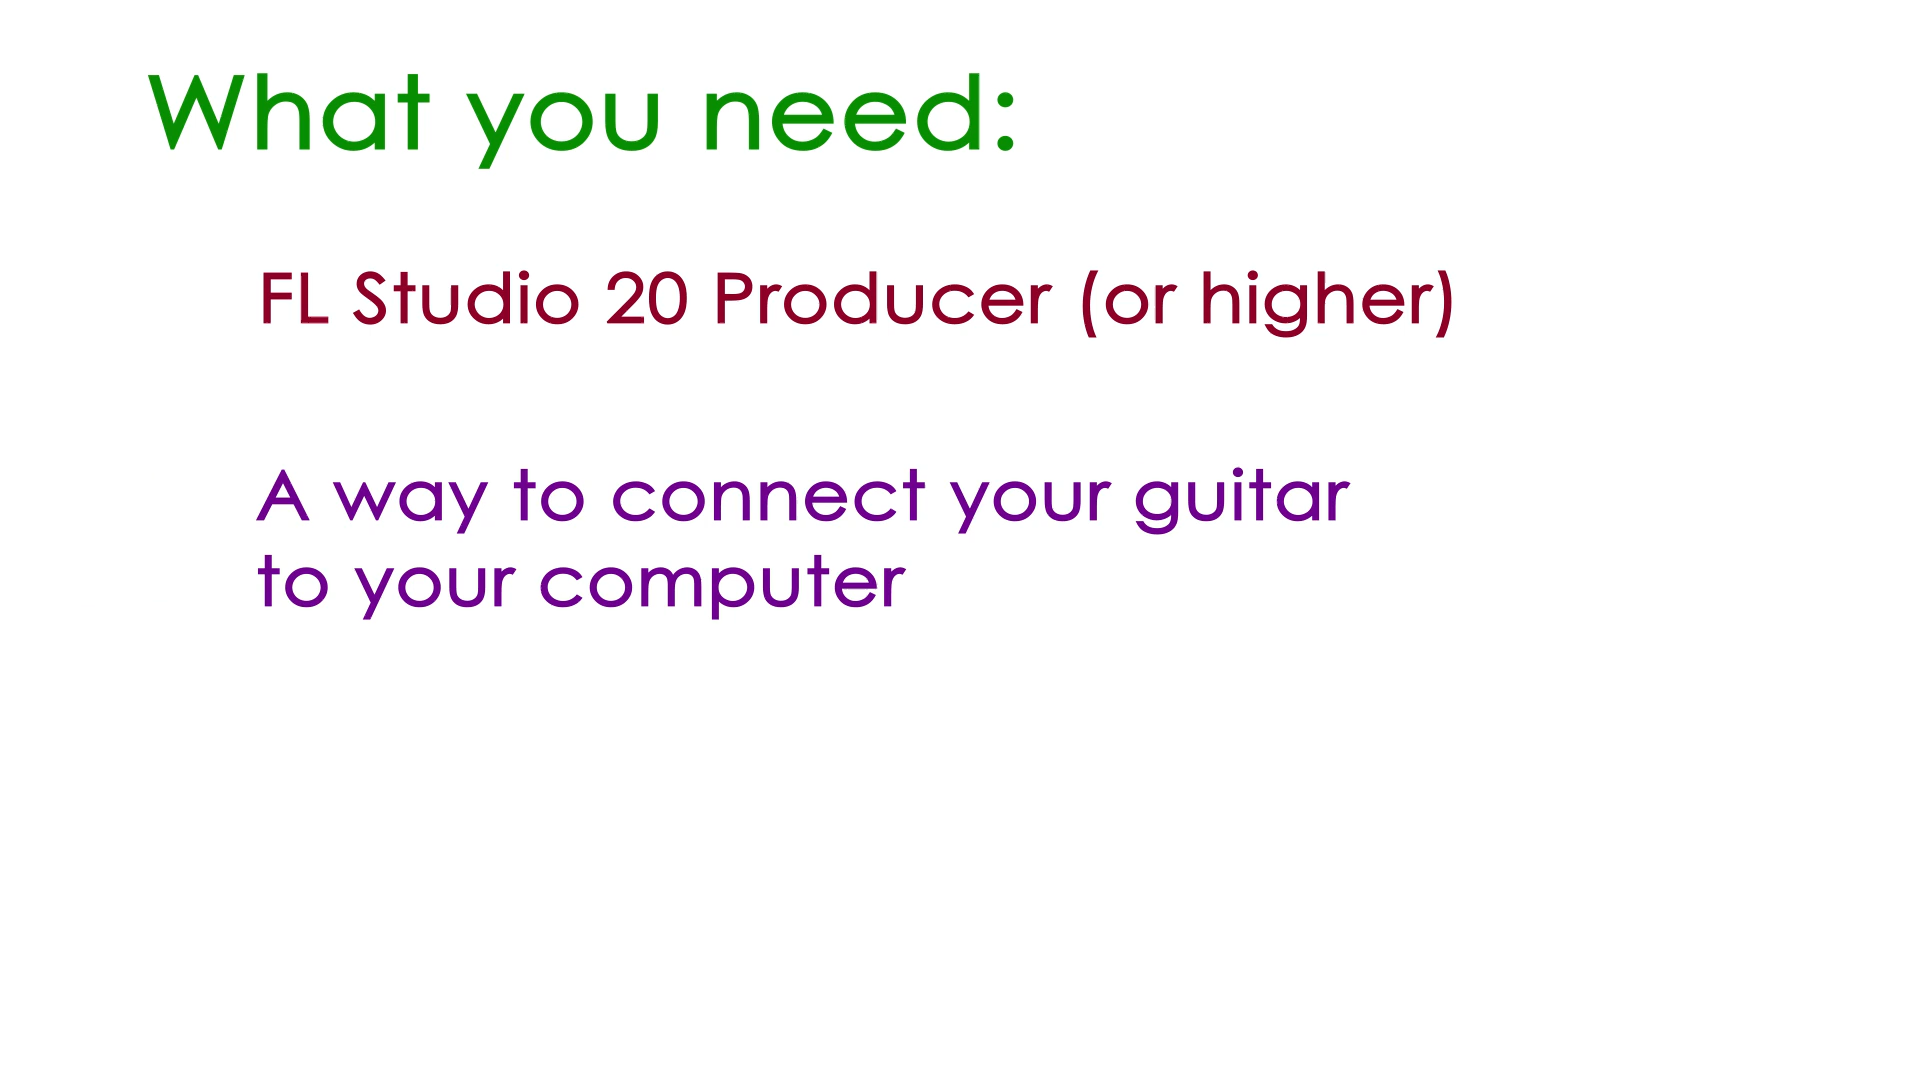 What you need:
FL Studio 20 Producer (or higher)
A way to connect your guitar
to your computer